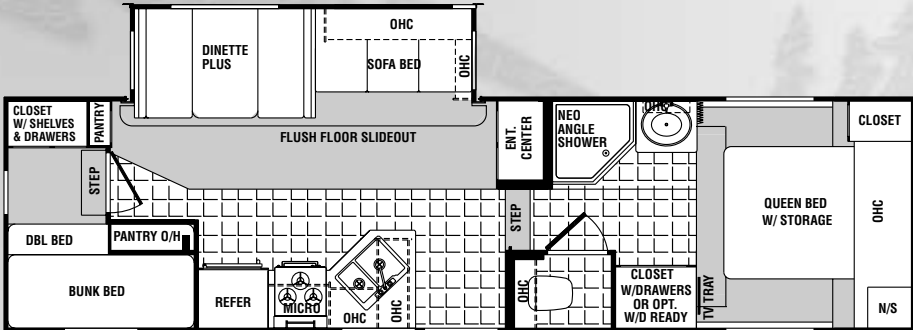 OHC
DINETTE
PLUS
SOFA BED
OHC
CLOSET
W/ SHELVES
& DRAWERS
PANTRY
FLUSH FLOOR SLIDEOUT
ENT.
CENTER
NEO
ANGLE
SHOWER
OHC
CLOSET
STEP
STEP
QUEEN BED
W/ STORAGE
OHC
DBL BED
PANTRY O/H
BUNK BED
REFER
MICRO
OHC
OHC
OHC
CLOSET
W/DRAWERS
OR OPT.
W/D READY
TV TRAY
N/S